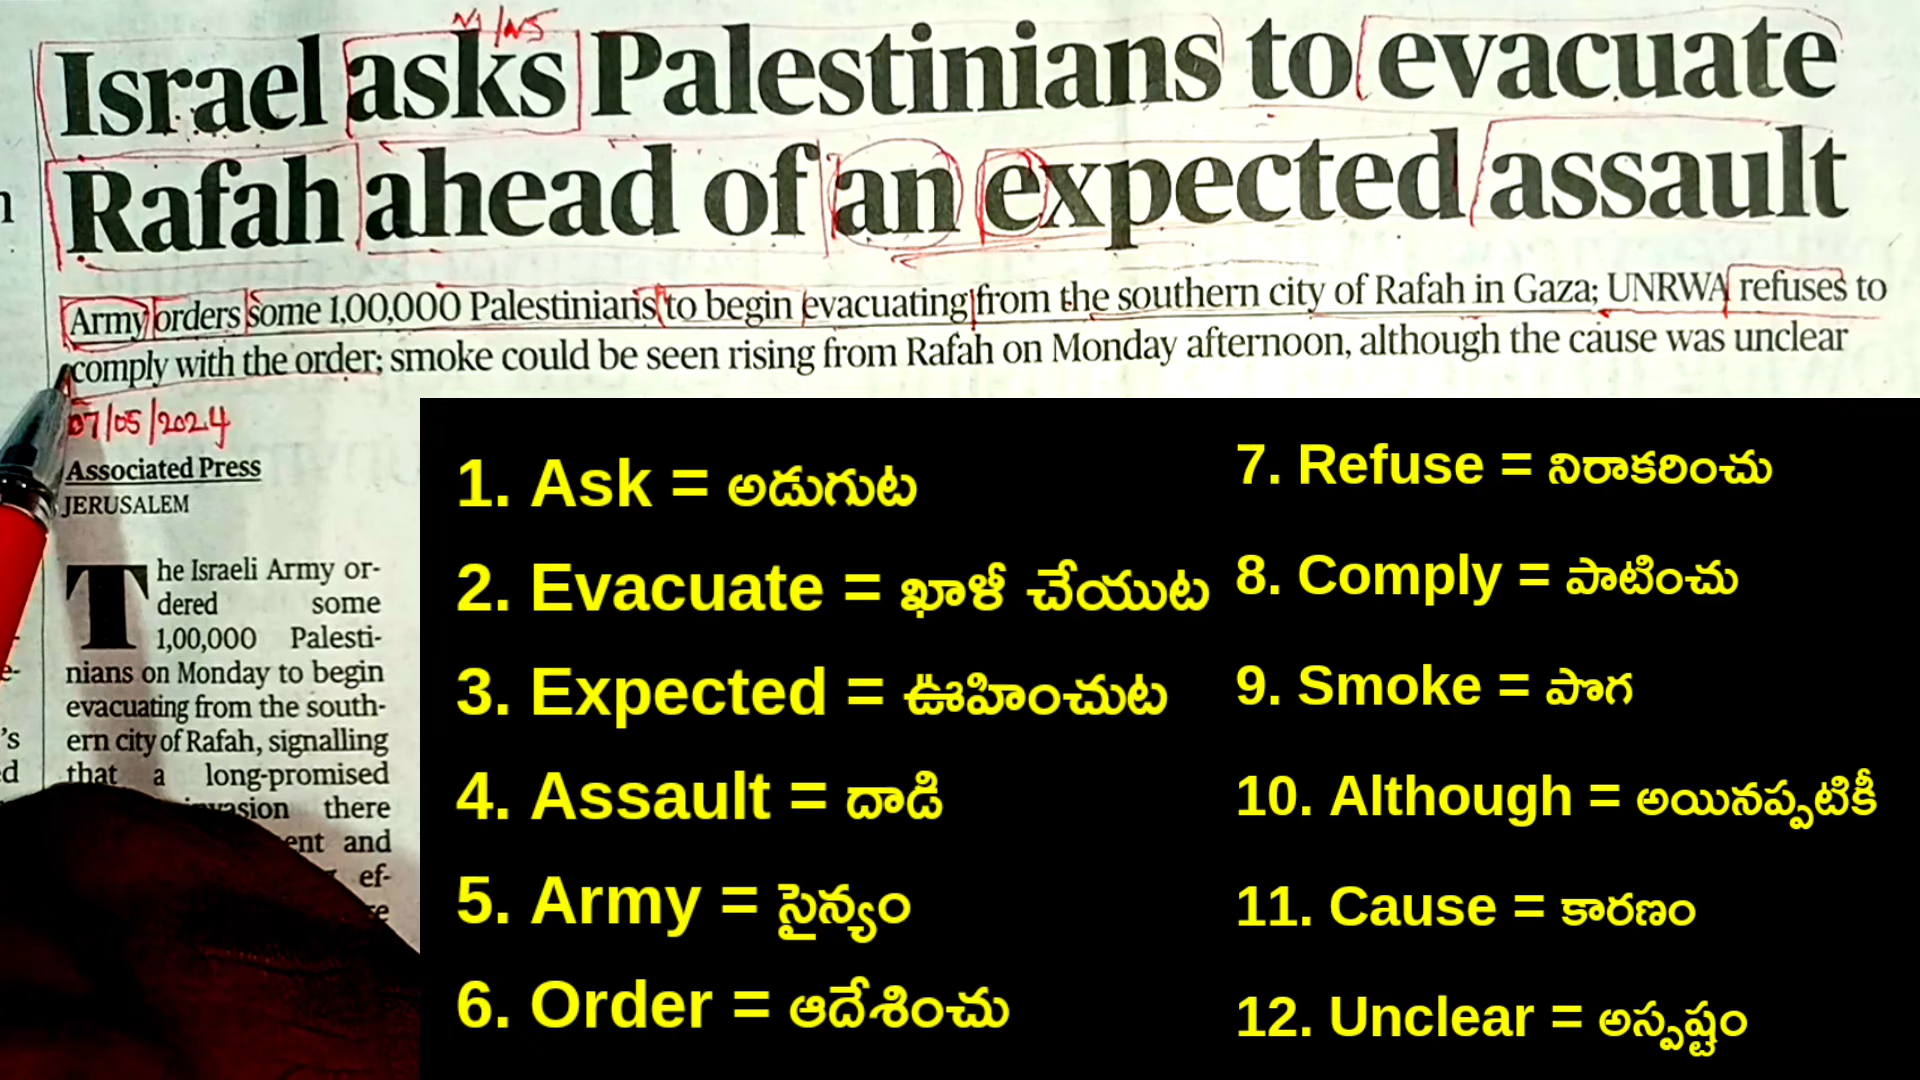 V1/NS
Israel asks Palestinians to evacuate
Rafah ahead of an expected assault
Army orders some 1,00,000 Palestinians to begin evacuating from the southern city of Rafah in Gaza; UNRWA refuses to
comply with the order; smoke could be seen rising from Rafah on Monday afternoon, although the cause was unclear
07/05/2024
Associated Press
JERUSALEM
The Israeli Army or-
dered some
1,00,000 Palesti-
nians on Monday to begin
evacuating from the south-
ern city of Rafah, signalling
that a long-promised
there
and
ef-
1. Ask = అడుగుట
2. Evacuate = ఖాళీ చేయుట
3. Expected = ఊహించుట
4. Assault = దాడి
5. Army = సైన్యం
6. Order = ఆదేశించు
7. Refuse = నిరాకరించు
8. Comply = పాటించు
9. Smoke = పొగ
10. Although = అయినప్పటికీ
11. Cause = కారణం
12. Unclear = అస్పష్టం